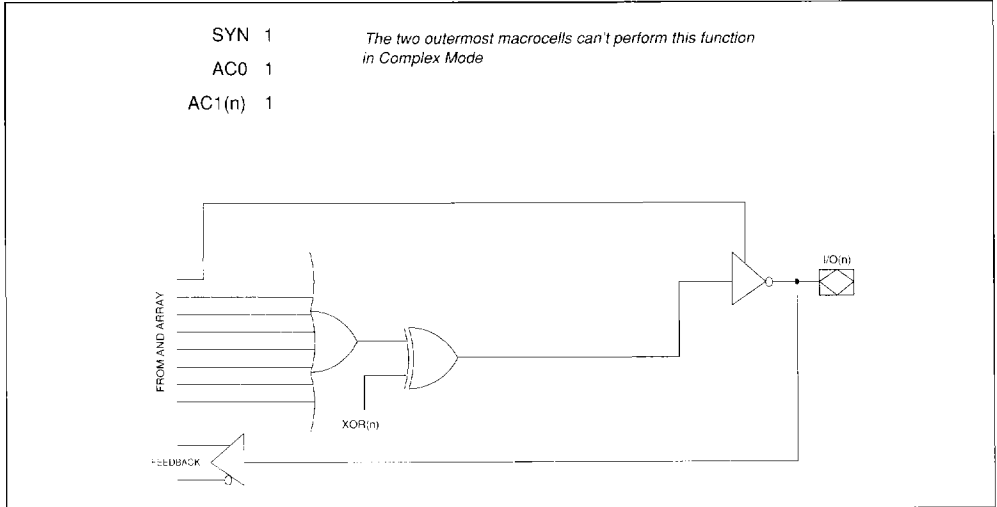 SYN 1
AC0 1
AC1(n) 1
The two outermost macrocells can't perform this function
in Complex Mode
I/O(n)
FROM AND ARRAY
XOR(n)
FEEDBACK